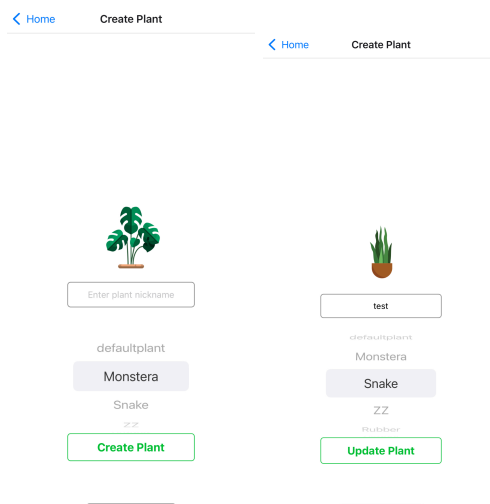 Home
Create Plant
Enter plant nickname
defaultplant
Monstera
Snake
ZZ
Create Plant
Home
Create Plant
test
defaultplant
Monstera
Snake
ZZ
Rubber
Update Plant